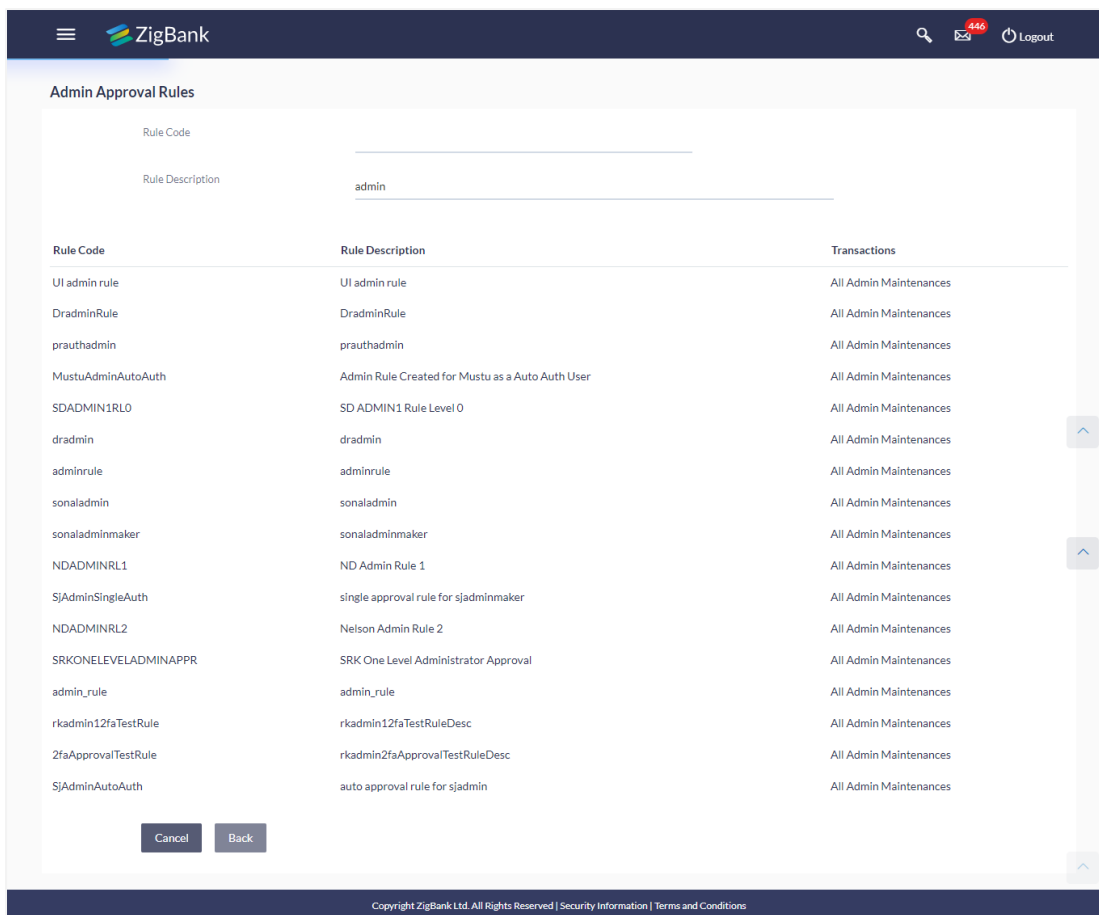 ZigBank 446 Logout
Admin Approval Rules
Rule Code
Rule Description admin
Rule Code Rule Description Transactions
UI admin rule UI admin rule All Admin Maintenances
DradminRule DradminRule All Admin Maintenances
prauthadmin prauthadmin All Admin Maintenances
MustuAdminAutoAuth Admin Rule Created for Mustu as a Auto Auth User All Admin Maintenances
SDADMIN1RL0 SD ADMIN1 Rule Level 0 All Admin Maintenances
dradmin dradmin All Admin Maintenances
adminrule adminrule All Admin Maintenances
sonaladmin sonaladmin All Admin Maintenances
sonaladminmaker sonaladminmaker All Admin Maintenances
NDADMINRL1 ND Admin Rule 1 All Admin Maintenances
SjAdminSingleAuth single approval rule for sjadminmaker All Admin Maintenances
NDADMINRL2 Nelson Admin Rule 2 All Admin Maintenances
SRKONELEVELADMINAPPR SRK One Level Administrator Approval All Admin Maintenances
admin_rule admin_rule All Admin Maintenances
rkadmin12faTestRule rkadmin12faTestRuleDesc All Admin Maintenances
2faApprovalTestRule rkadmin2faApprovalTestRuleDesc All Admin Maintenances
SjAdminAutoAuth auto approval rule for sjadmin All Admin Maintenances
Cancel Back
Copyright ZigBank Ltd. All Rights Reserved | Security Information | Terms and Conditions